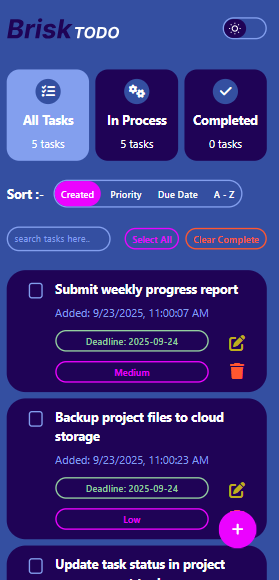 Brisk TODO
All Tasks
5 tasks
In Process
5 tasks
Completed
0 tasks
Sort :-
Created
Priority
Due Date
A - Z
search tasks here..
Select All
Clear Complete
Submit weekly progress report
Added: 9/23/2025, 11:00:07 AM
Deadline: 2025-09-24
Medium
Backup project files to cloud
storage
Added: 9/23/2025, 11:00:23 AM
Deadline: 2025-09-24
Low
+
Update task status in project